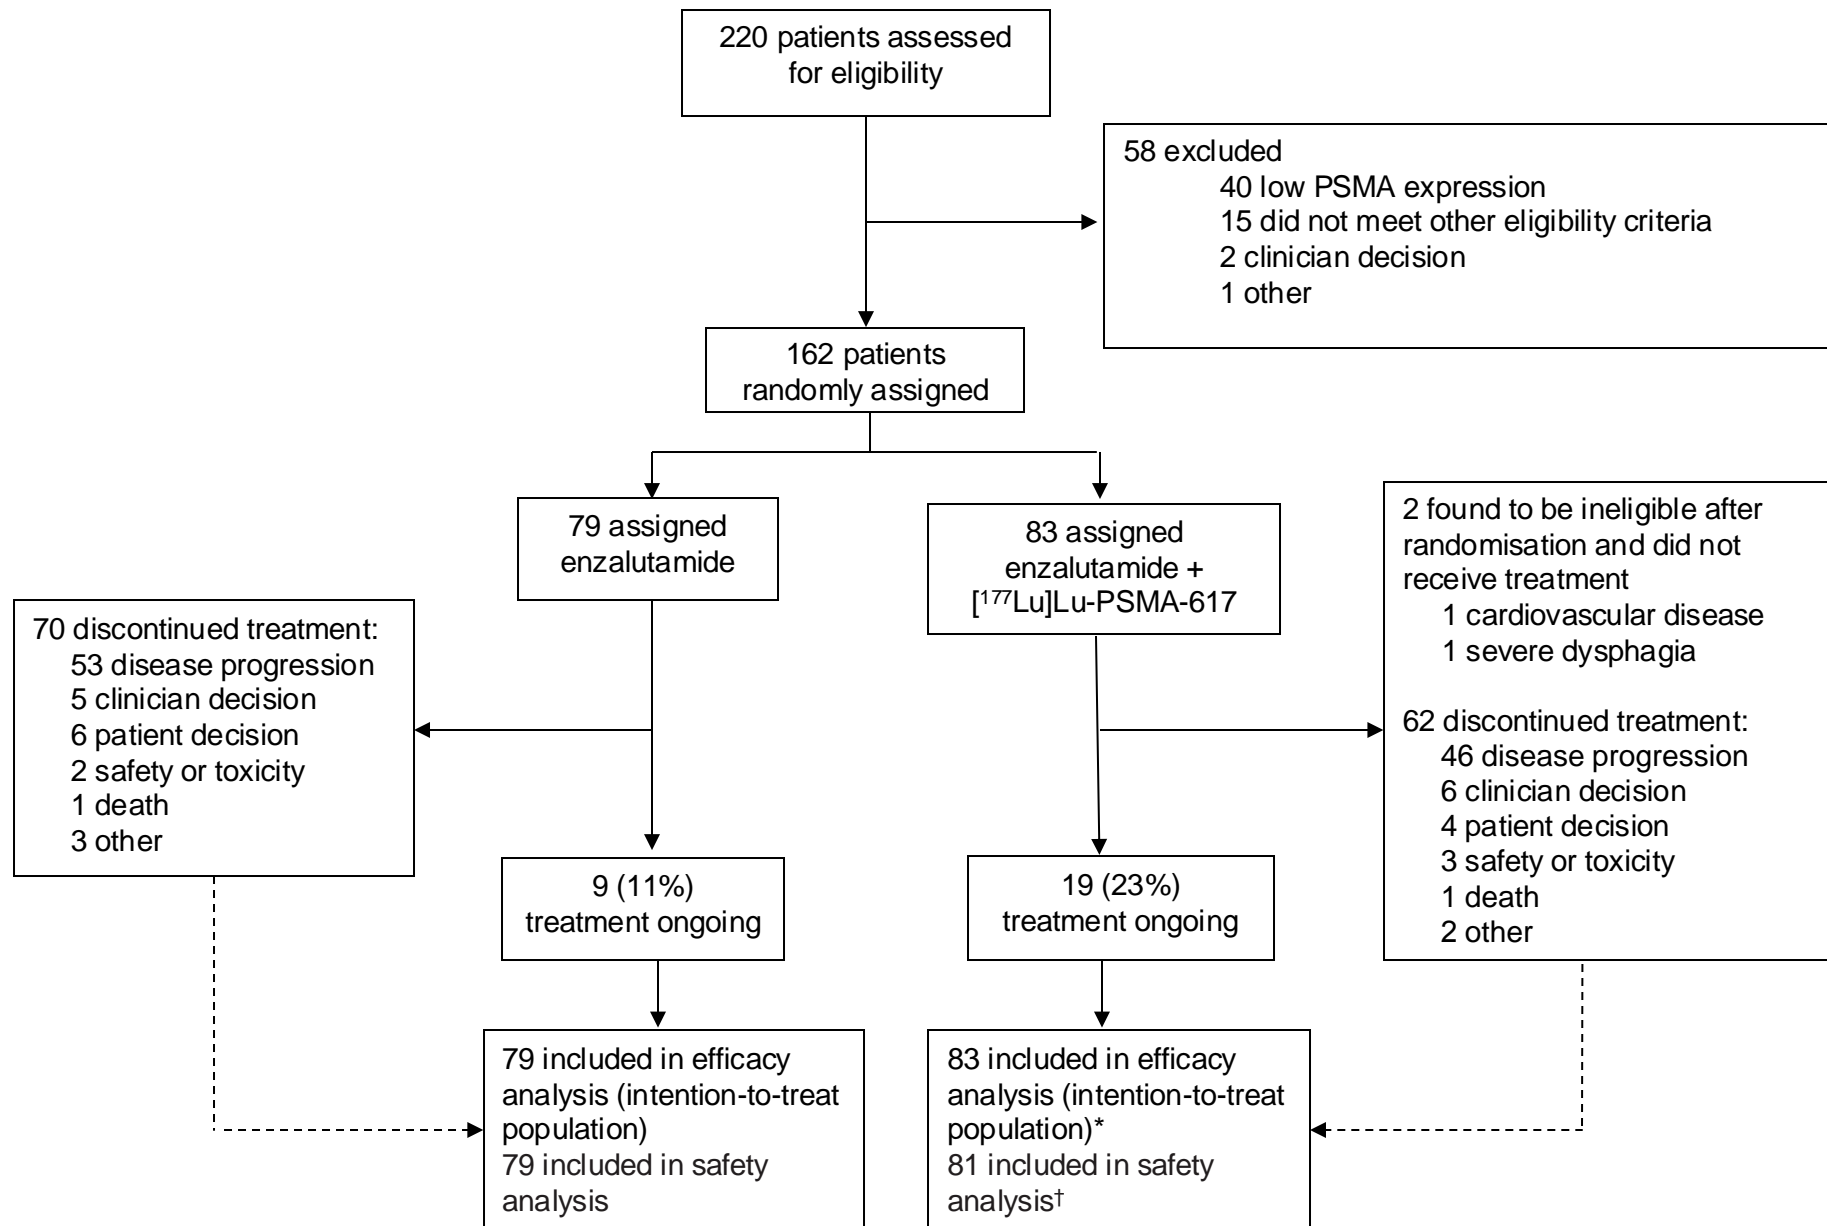 220 patients assessed
for eligibility
58 excluded
40 low PSMA expression
15 did not meet other eligibility criteria
2 clinician decision
1 other
162 patients
randomly assigned
79 assigned
enzalutamide
83 assigned
enzalutamide +
[¹⁷⁷Lu]Lu-PSMA-617
2 found to be ineligible after
randomisation and did not
receive treatment
1 cardiovascular disease
1 severe dysphagia
62 discontinued treatment:
46 disease progression
6 clinician decision
4 patient decision
3 safety or toxicity
1 death
2 other
70 discontinued treatment:
53 disease progression
5 clinician decision
6 patient decision
2 safety or toxicity
1 death
3 other
9 (11%)
treatment ongoing
19 (23%)
treatment ongoing
79 included in efficacy
analysis (intention-to-treat
population)
79 included in safety
analysis
83 included in efficacy
analysis (intention-to-treat
population)*
81 included in safety
analysis†